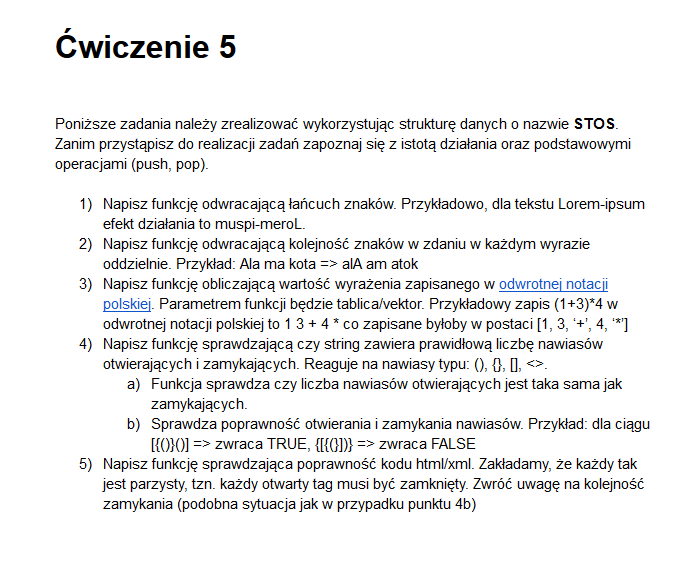 Ćwiczenie 5
Poniższe zadania należy zrealizować wykorzystując strukturę danych o nazwie STOS.
Zanim przystąpisz do realizacji zadań zapoznaj się z istotą działania oraz podstawowymi
operacjami (push, pop).
1) Napisz funkcję odwracającą łańcuch znaków. Przykładowo, dla tekstu Lorem-ipsum
efekt działania to muspi-meroL.
2) Napisz funkcję odwracającą kolejność znaków w zdaniu w każdym wyrazie
oddzielnie. Przykład: Ala ma kota => alA am atok
3) Napisz funkcję obliczającą wartość wyrażenia zapisanego w odwrotnej notacji
polskiej. Parametrem funkcji będzie tablica/vektor. Przykładowy zapis (1+3)*4 w
odwrotnej notacji polskiej to 1 3 + 4 * co zapisane byłoby w postaci [1, 3, ‘+’, 4, ‘*’]
4) Napisz funkcję sprawdzającą czy string zawiera prawidłową liczbę nawiasów
otwierających i zamykających. Reaguje na nawiasy typu: (), {}, [], <>.
a) Funkcja sprawdza czy liczba nawiasów otwierających jest taka sama jak
zamykających.
b) Sprawdza poprawność otwierania i zamykania nawiasów. Przykład: dla ciągu
[{()}()] => zwraca TRUE, {[{(}])} => zwraca FALSE
5) Napisz funkcję sprawdzająca poprawność kodu html/xml. Zakładamy, że każdy tak
jest parzysty, tzn. każdy otwarty tag musi być zamknięty. Zwróć uwagę na kolejność
zamykania (podobna sytuacja jak w przypadku punktu 4b)